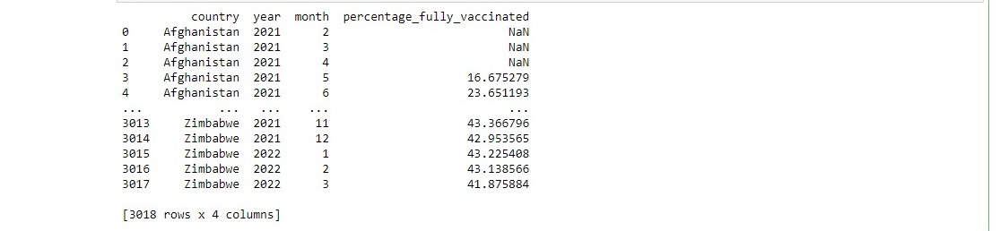 country year month percentage_fully_vaccinated
0 Afghanistan 2021 2 NaN
1 Afghanistan 2021 3 NaN
2 Afghanistan 2021 4 NaN
3 Afghanistan 2021 5 16.675279
4 Afghanistan 2021 6 23.651193
... ... ... ... ...
3013 Zimbabwe 2021 11 43.366796
3014 Zimbabwe 2021 12 42.953565
3015 Zimbabwe 2022 1 43.225408
3016 Zimbabwe 2022 2 43.138566
3017 Zimbabwe 2022 3 41.875884
[3018 rows x 4 columns]